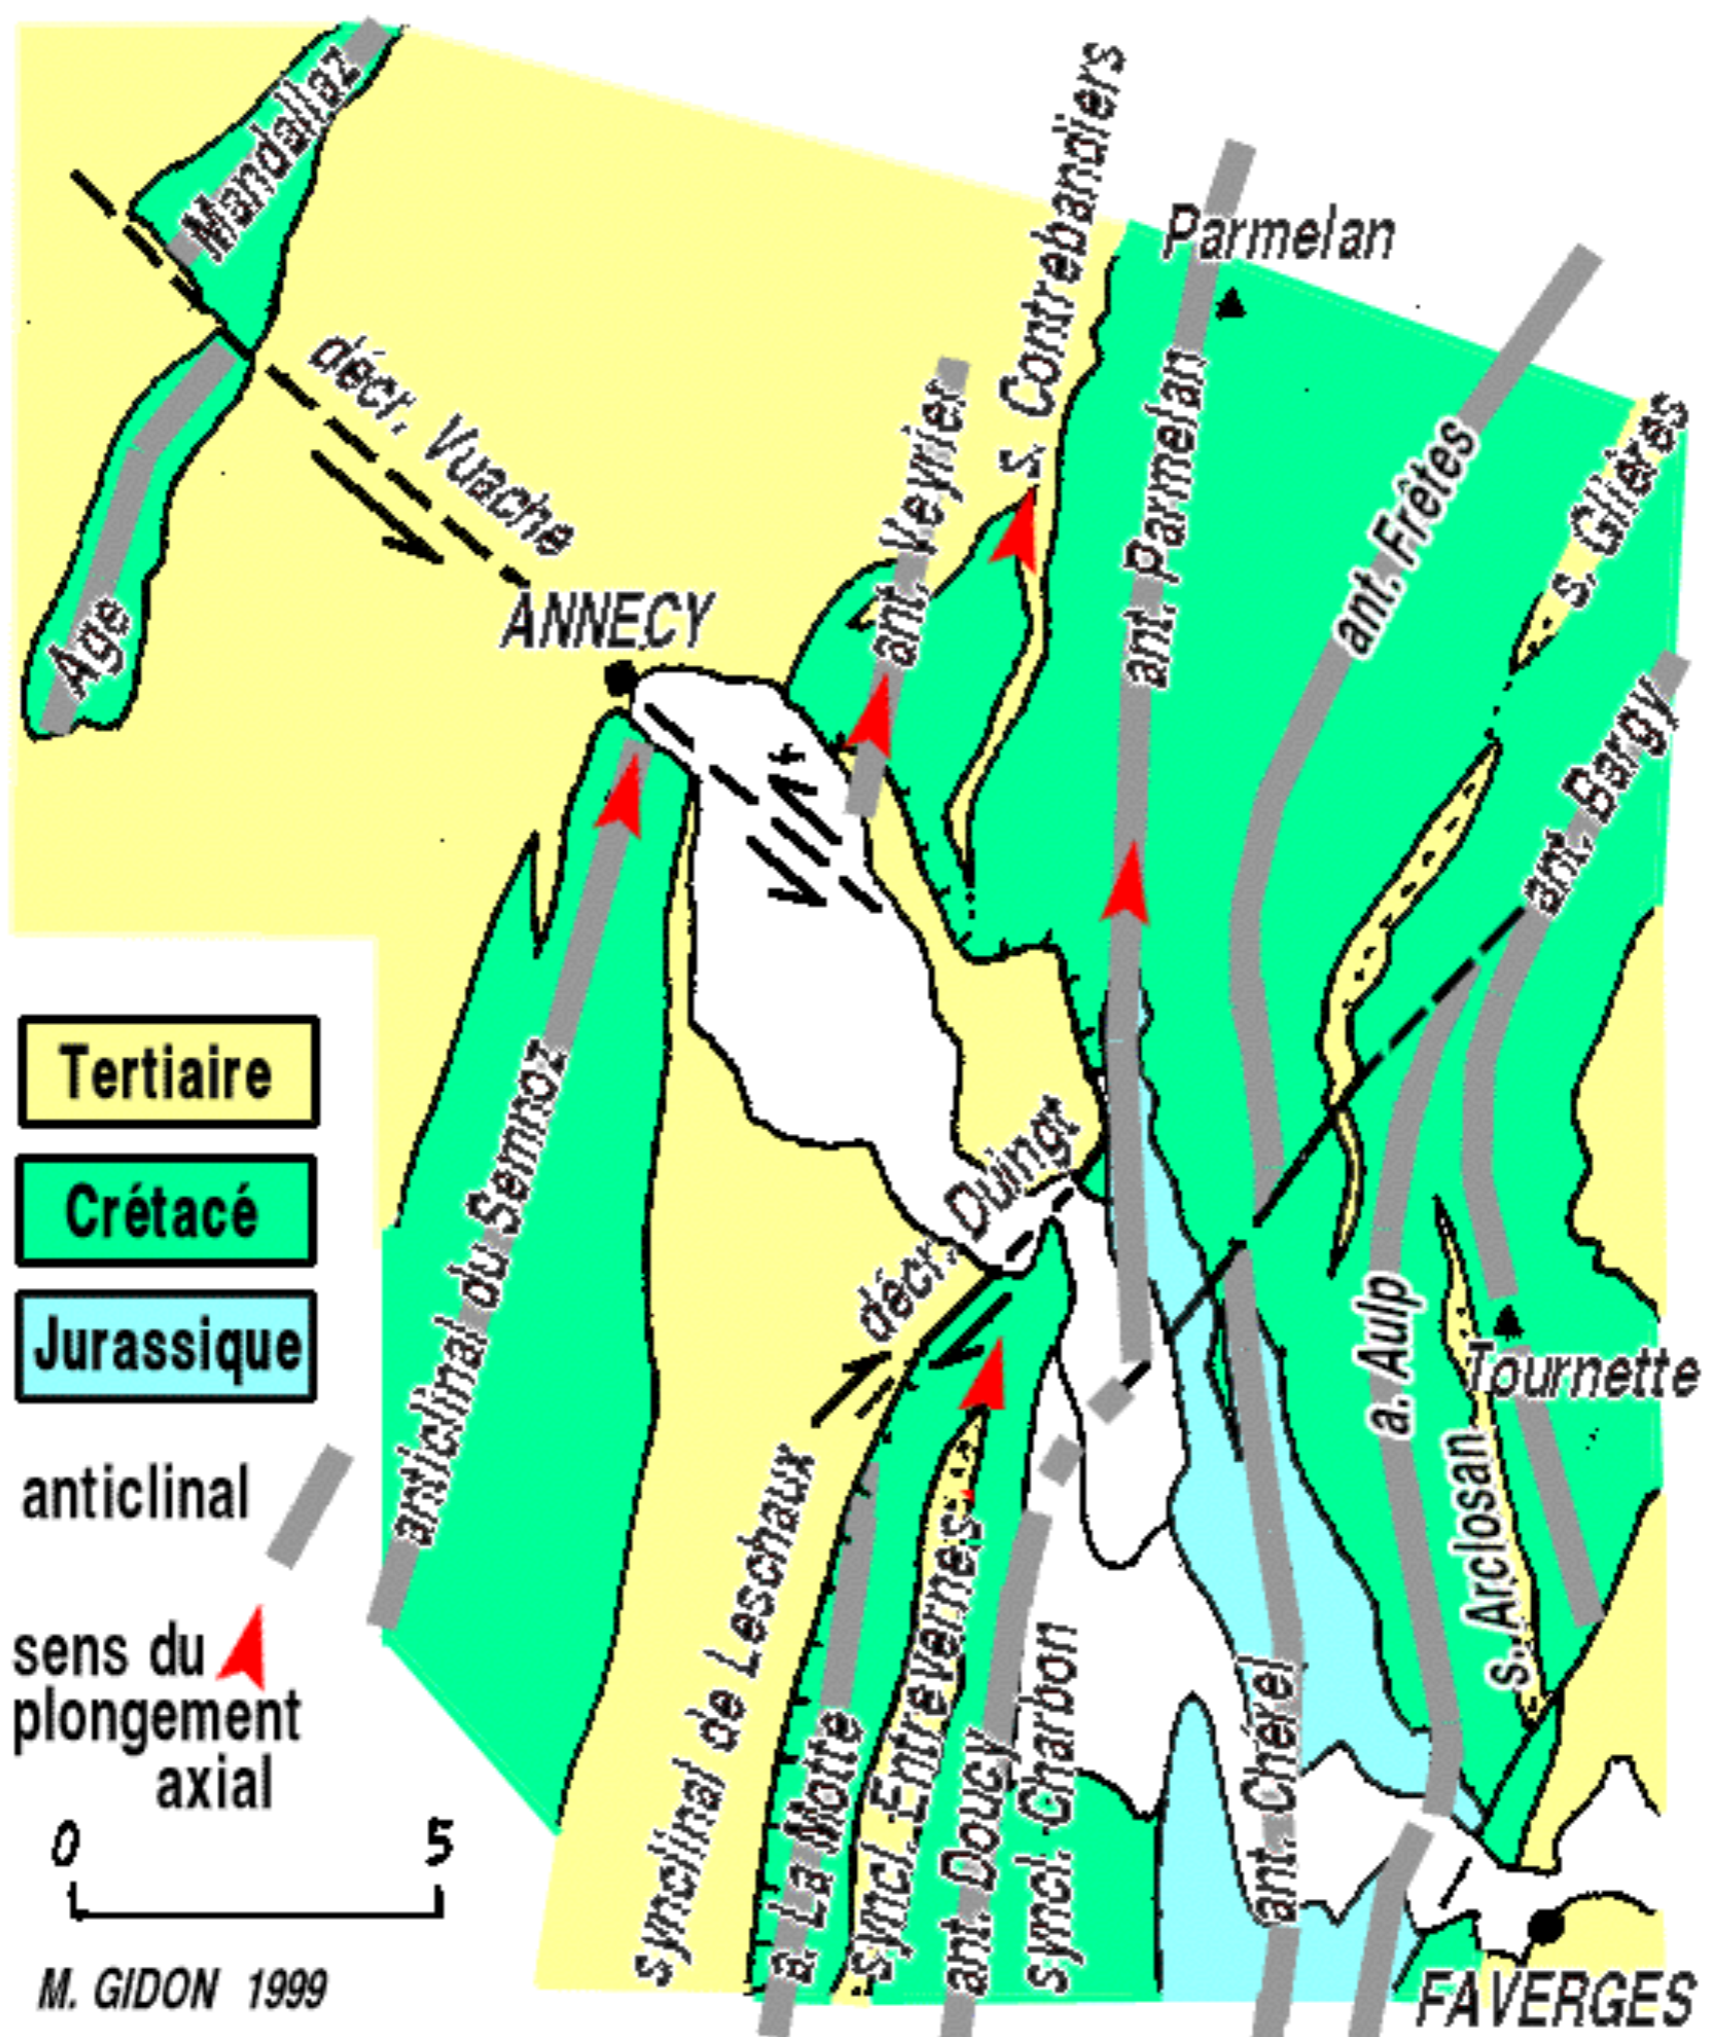 Mandallaz
s. Contrebandiers
Parmelan
décr. Vuache
ant. Veyrier
ant. Parmelan
ant. Frêtes
s. Glières
Age
ANNECY
ant. Bargy
Tertiaire
Crétacé
Jurassique
anticlinal
sens du
plongement
axial
0 5
M. GIDON 1999
anticlinal du Semnoz
décr. Duingt
a. Aulp
Tournette
s. Arclosan
synclinal de Leschaux
a. La Motte
syncl. Entrevernes
ant. Doucy
syncl. Charbon
ant. Chérel
FAVERGES